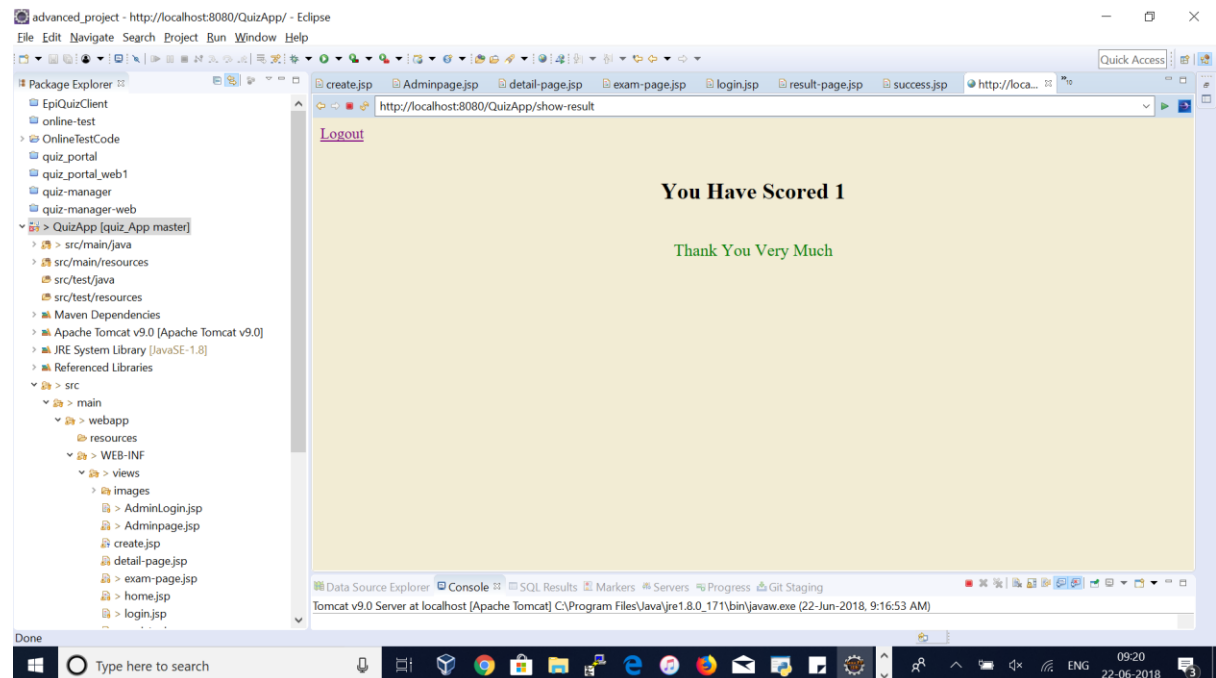 advanced_project - http://localhost:8080/QuizApp/ - Eclipse
File Edit Navigate Search Project Run Window Help
Quick Access
Package Explorer
create.jsp Adminpage.jsp detail-page.jsp exam-page.jsp login.jsp result-page.jsp success.jsp http://loca... »10
http://localhost:8080/QuizApp/show-result
EpiQuizClient
online-test
OnlineTestCode
quiz_portal
quiz_portal_web1
quiz-manager
quiz-manager-web
> QuizApp [quiz_App master]
> src/main/java
src/main/resources
src/test/java
src/test/resources
Maven Dependencies
Apache Tomcat v9.0 [Apache Tomcat v9.0]
JRE System Library [JavaSE-1.8]
Referenced Libraries
> src
> main
> webapp
resources
> WEB-INF
> views
images
> AdminLogin.jsp
> Adminpage.jsp
create.jsp
detail-page.jsp
> exam-page.jsp
> home.jsp
> login.jsp
Logout
You Have Scored 1
Thank You Very Much
Data Source Explorer Console SQL Results Markers Servers Progress Git Staging
Tomcat v9.0 Server at localhost [Apache Tomcat] C:\Program Files\Java\jre1.8.0_171\bin\javaw.exe (22-Jun-2018, 9:16:53 AM)
Done
Type here to search
ENG
09:20
22-06-2018
3